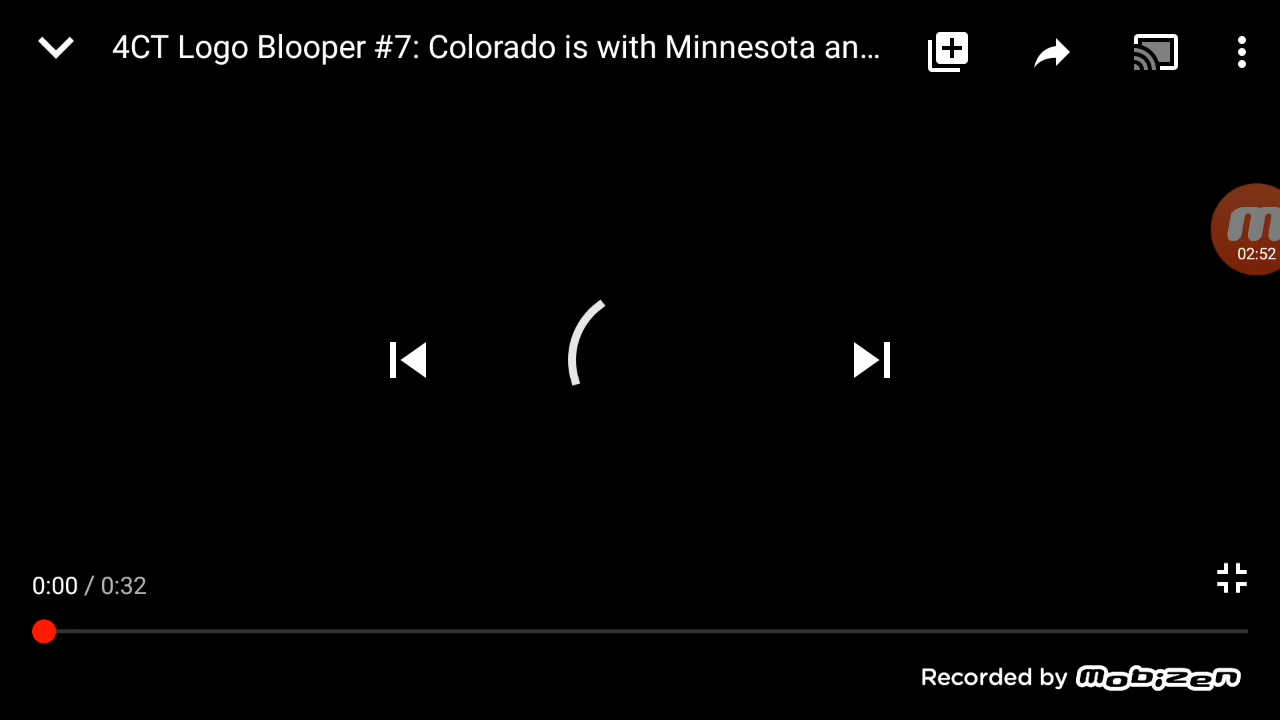 4CT Logo Blooper #7: Colorado is with Minnesota an...
m
02:52
0:00 / 0:32
Recorded by mobizen